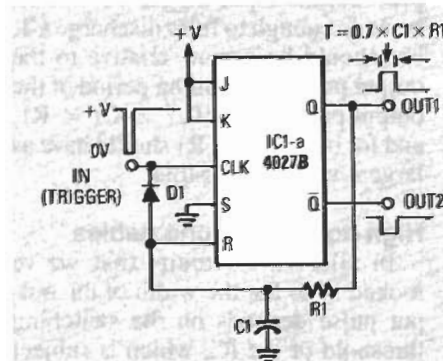 +V
T = 0.7 × C1 × R1
J
K
Q
OUT1
+V
0V
IN
(TRIGGER)
CLK
IC1-a
4027B
D1
S
Q̅
OUT2
R
C1
R1